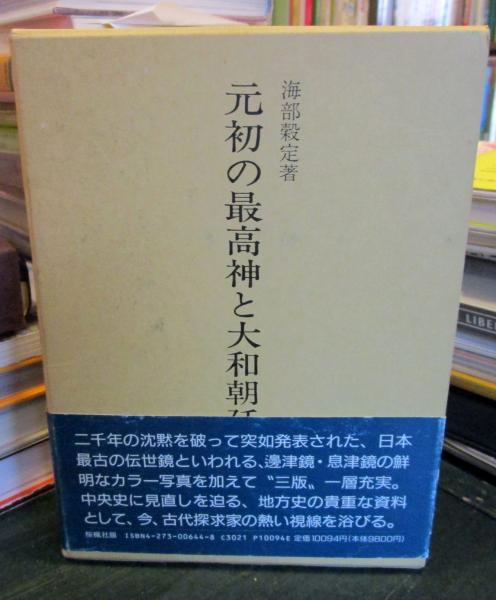 海部穀定著
元初の最高神と大和朝廷
二千年の沈黙を破って突如発表された、日本
最古の伝世鏡といわれる、邊津鏡・息津鏡の鮮
明なカラー写真を加えて〝三版〟一層充実。
中央史に見直しを迫る、地方史の貴重な資料
として、今、古代探求家の熱い視線を浴びる。
桜楓社版 ISBN4-273-00644-8 C3021 P10094E 定価10094円(本体9800円)
LIBE